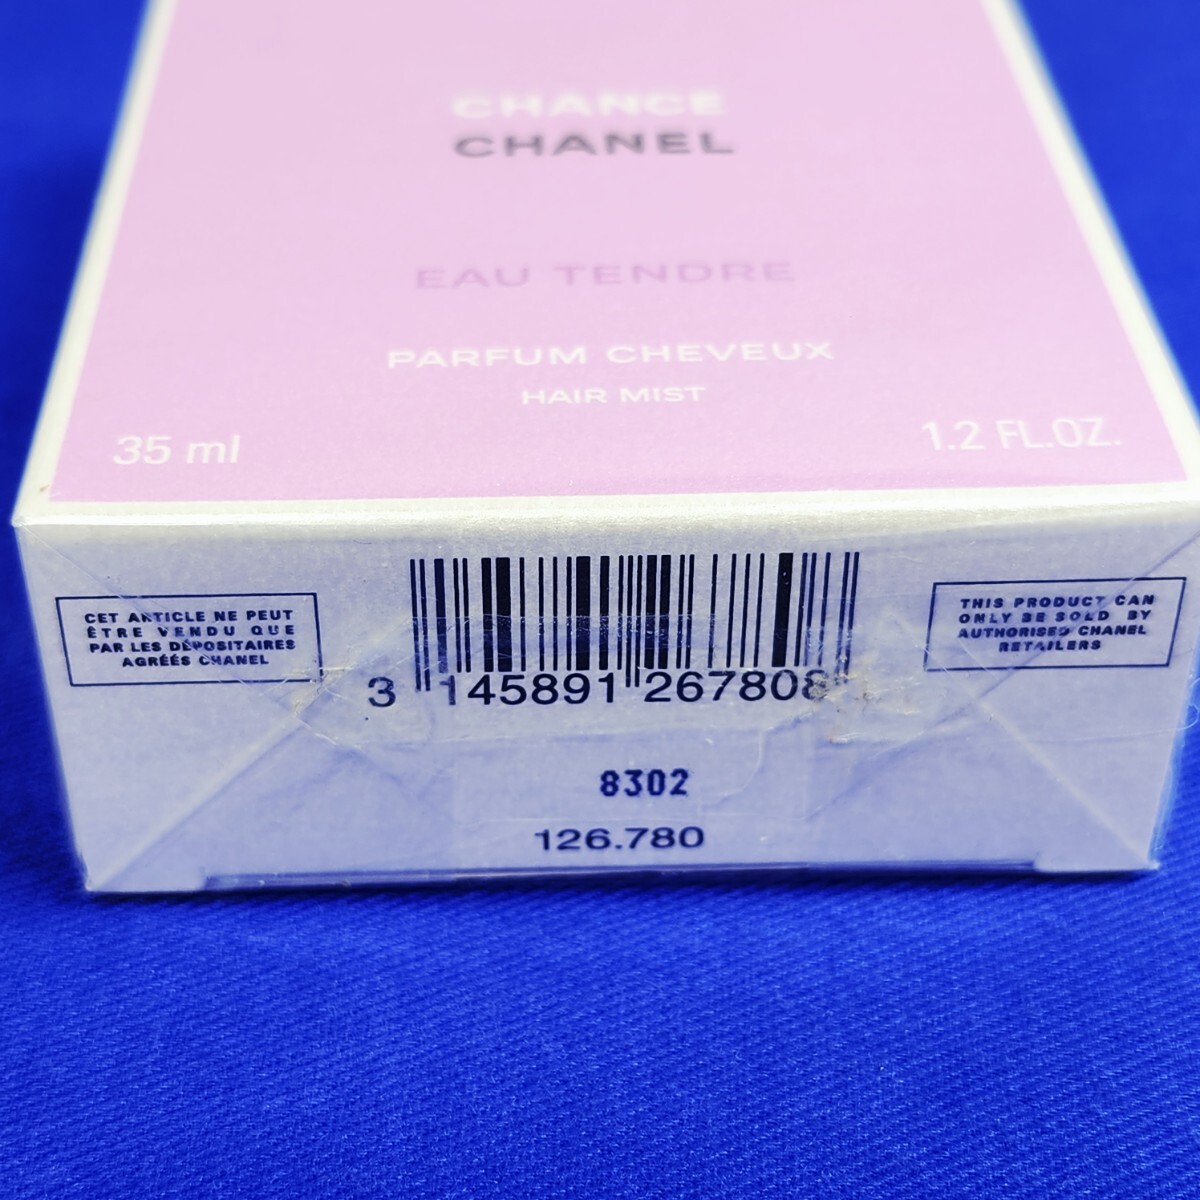 CHANCE
CHANEL
EAU TENDRE
PARFUM CHEVEUX
HAIR MIST
35 ml
1.2 FL.OZ.
CET ARTICLE NE PEUT
ÊTRE VENDU QUE
PAR LES DÉPOSITAIRES
AGRÉÉS CHANEL
3 145891 267808
THIS PRODUCT CAN
ONLY BE SOLD BY
AUTHORISED CHANEL
RETAILERS
8302
126.780